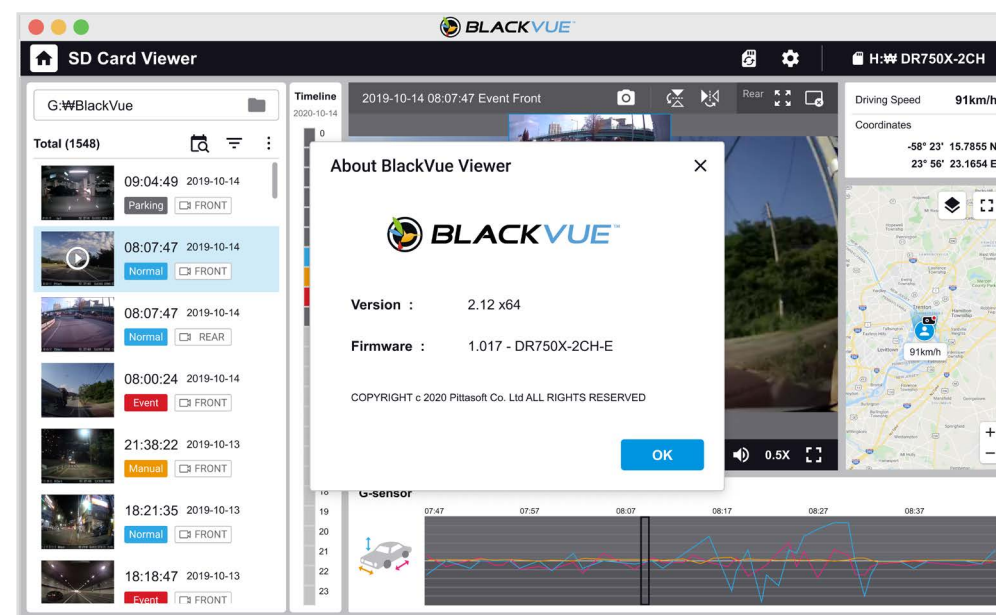 BLACKVUE
SD Card Viewer
H:₩ DR750X-2CH
G:₩BlackVue
Total (1548)
09:04:49 2019-10-14
Parking FRONT
08:07:47 2019-10-14
Normal FRONT
08:07:47 2019-10-14
Normal REAR
08:00:24 2019-10-14
Event FRONT
21:38:22 2019-10-13
Manual FRONT
18:21:35 2019-10-13
Normal FRONT
18:18:47 2019-10-13
Event FRONT
Timeline
2020-10-14
0
18
19
20
21
22
23
2019-10-14 08:07:47 Event Front
Rear
About BlackVue Viewer
BLACKVUE™
Version : 2.12 x64
Firmware : 1.017 - DR750X-2CH-E
COPYRIGHT c 2020 Pittasoft Co. Ltd ALL RIGHTS RESERVED
OK
0.5X
Driving Speed 91km/h
Coordinates
-58° 23' 15.7855 N
23° 56' 23.1654 E
Trenton
91km/h
+
−
G-sensor
07:47 07:57 08:07 08:17 08:27 08:37